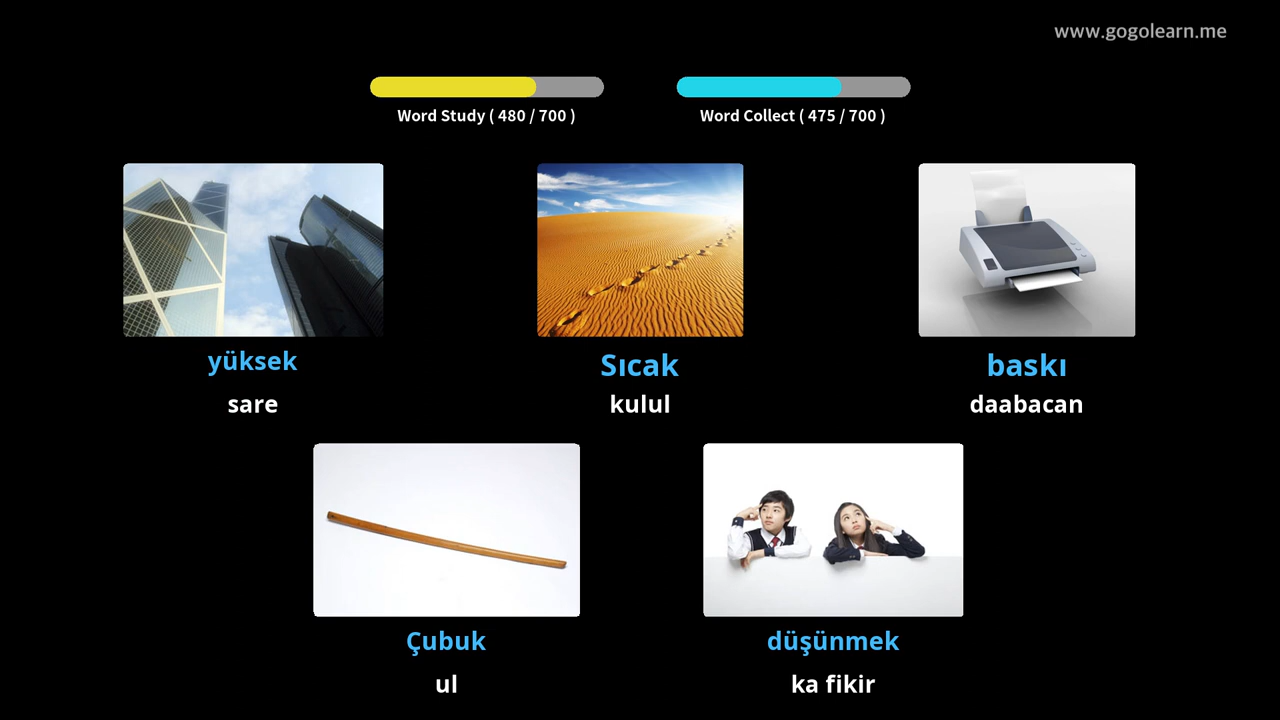 www.gogolearn.me
Word Study ( 480 / 700 )
Word Collect ( 475 / 700 )
yüksek
sare
Sıcak
kulul
baskı
daabacan
Çubuk
ul
düşünmek
ka fikir